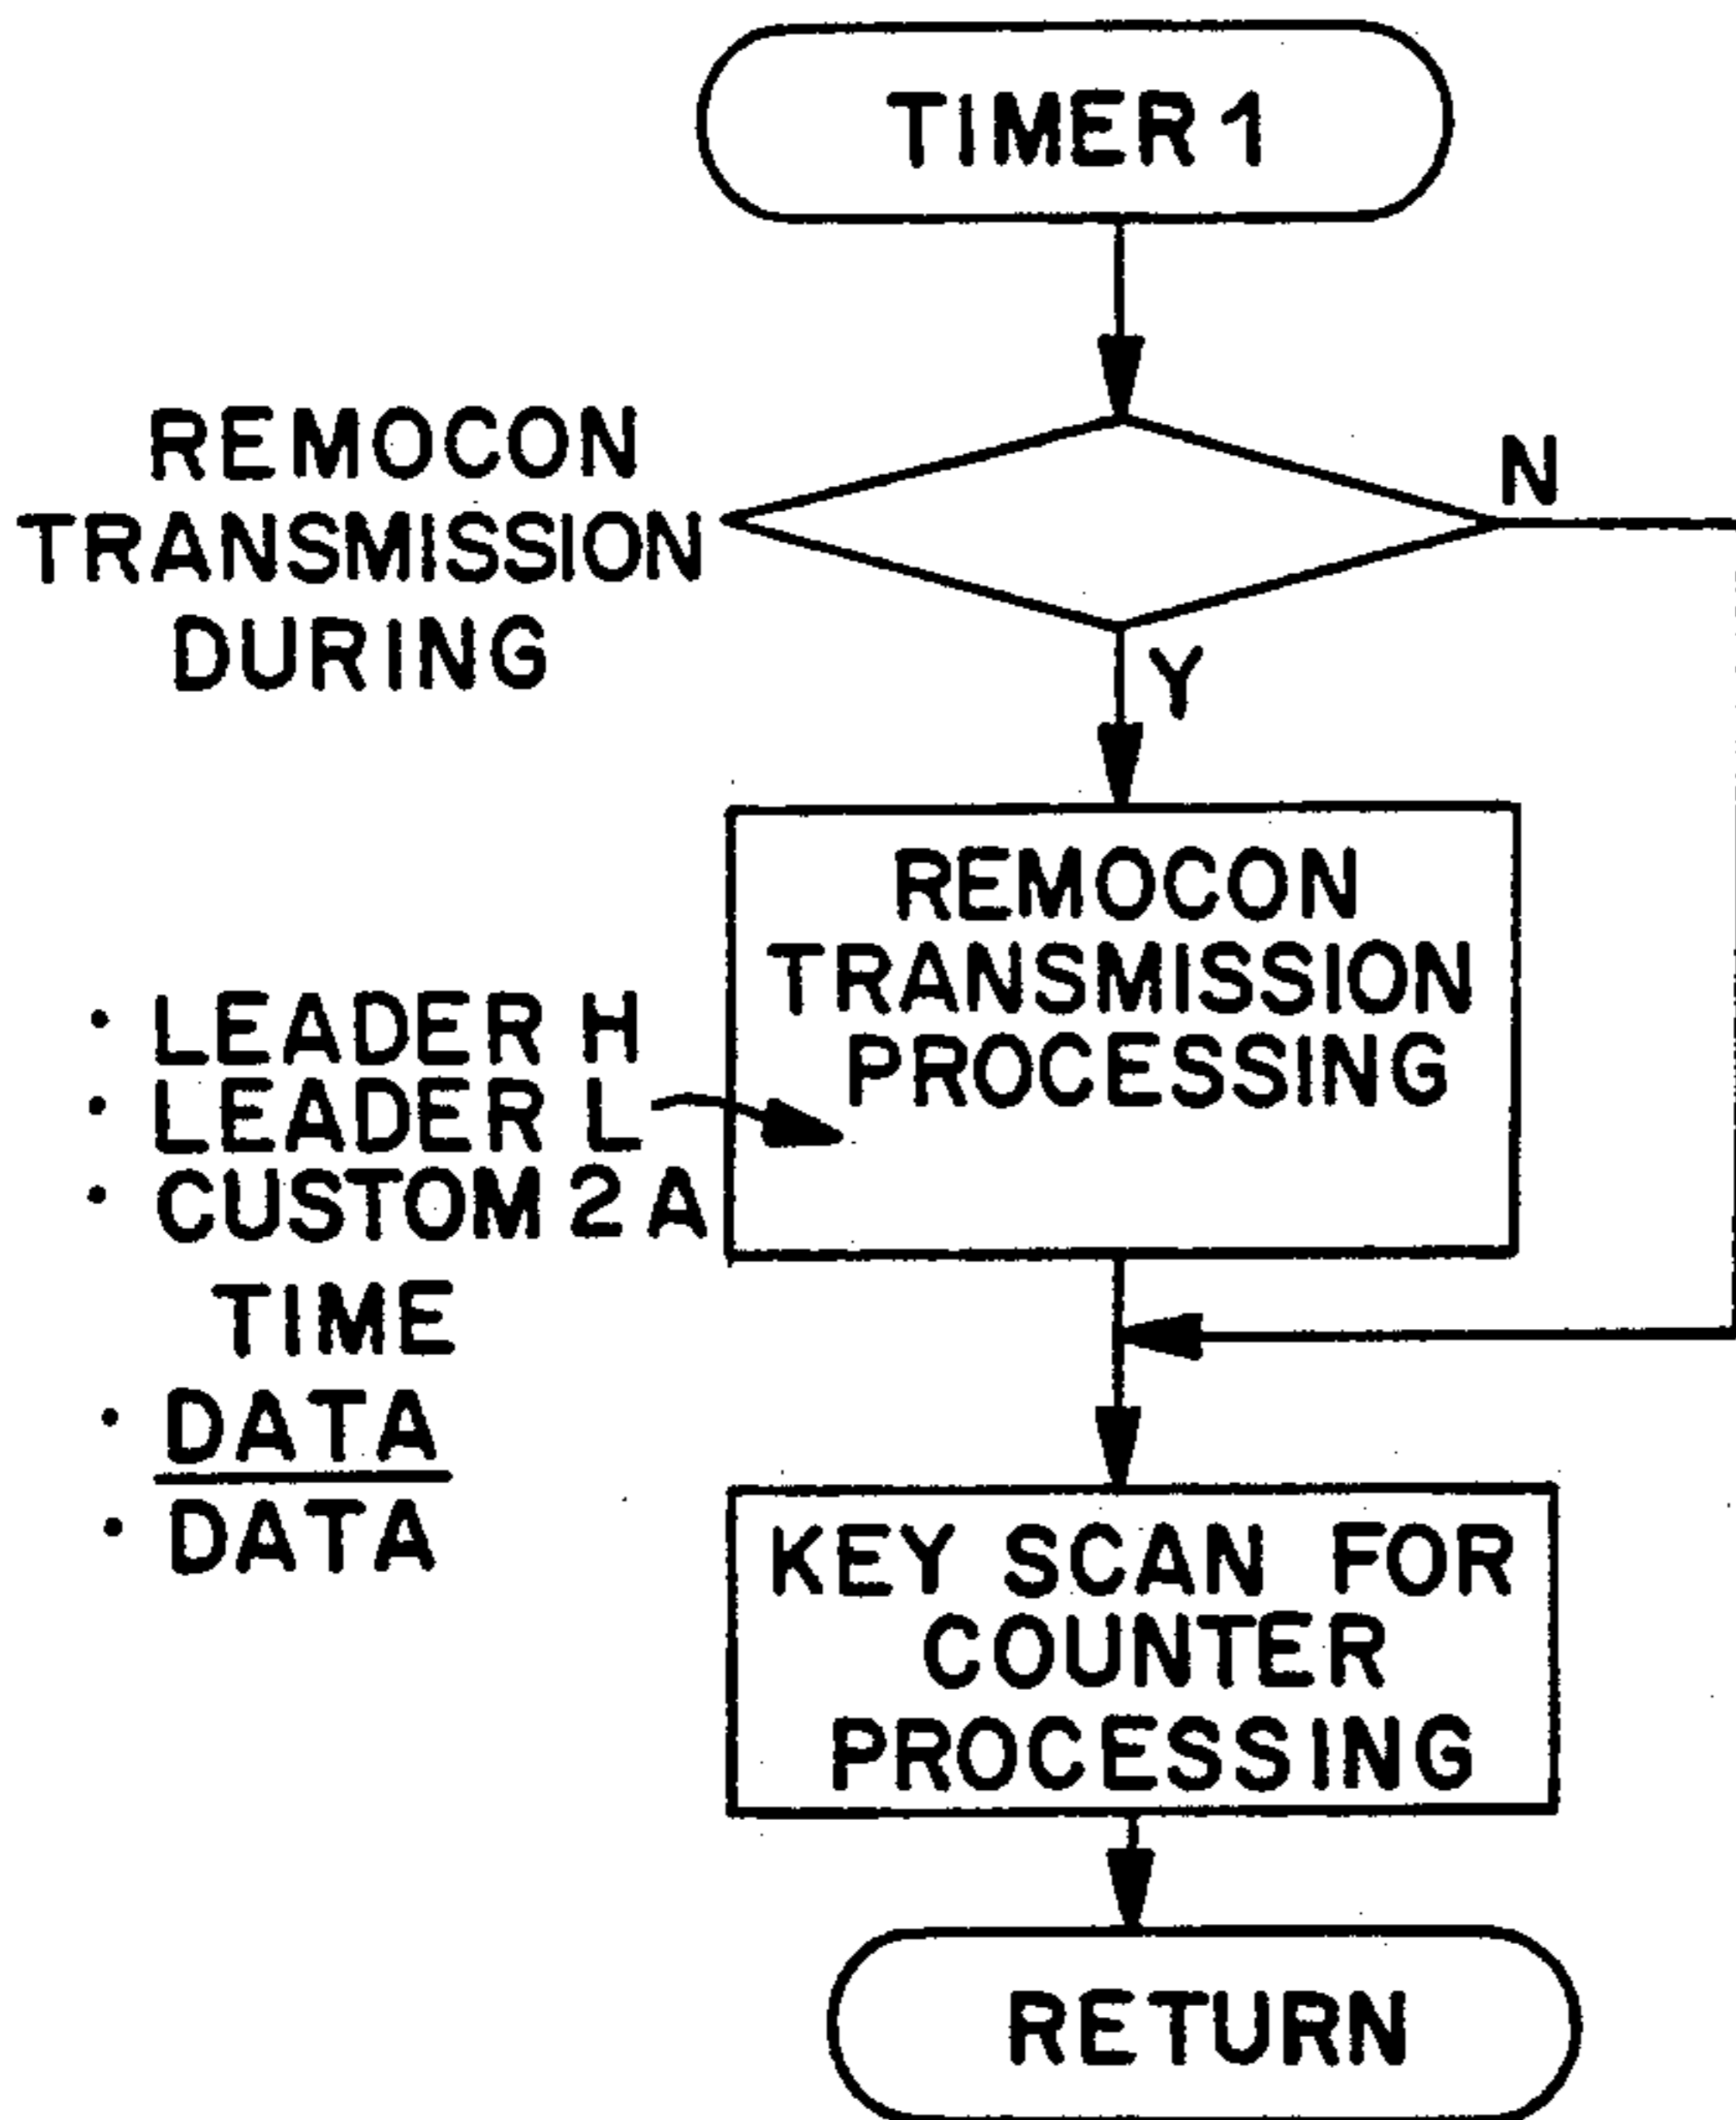 TIMER 1
REMOCON
TRANSMISSION
DURING
N
Y
REMOCON
TRANSMISSION
PROCESSING
· LEADER H
· LEADER L
· CUSTOM 2 A
TIME
· DATA
· DATA
KEY SCAN FOR
COUNTER
PROCESSING
RETURN